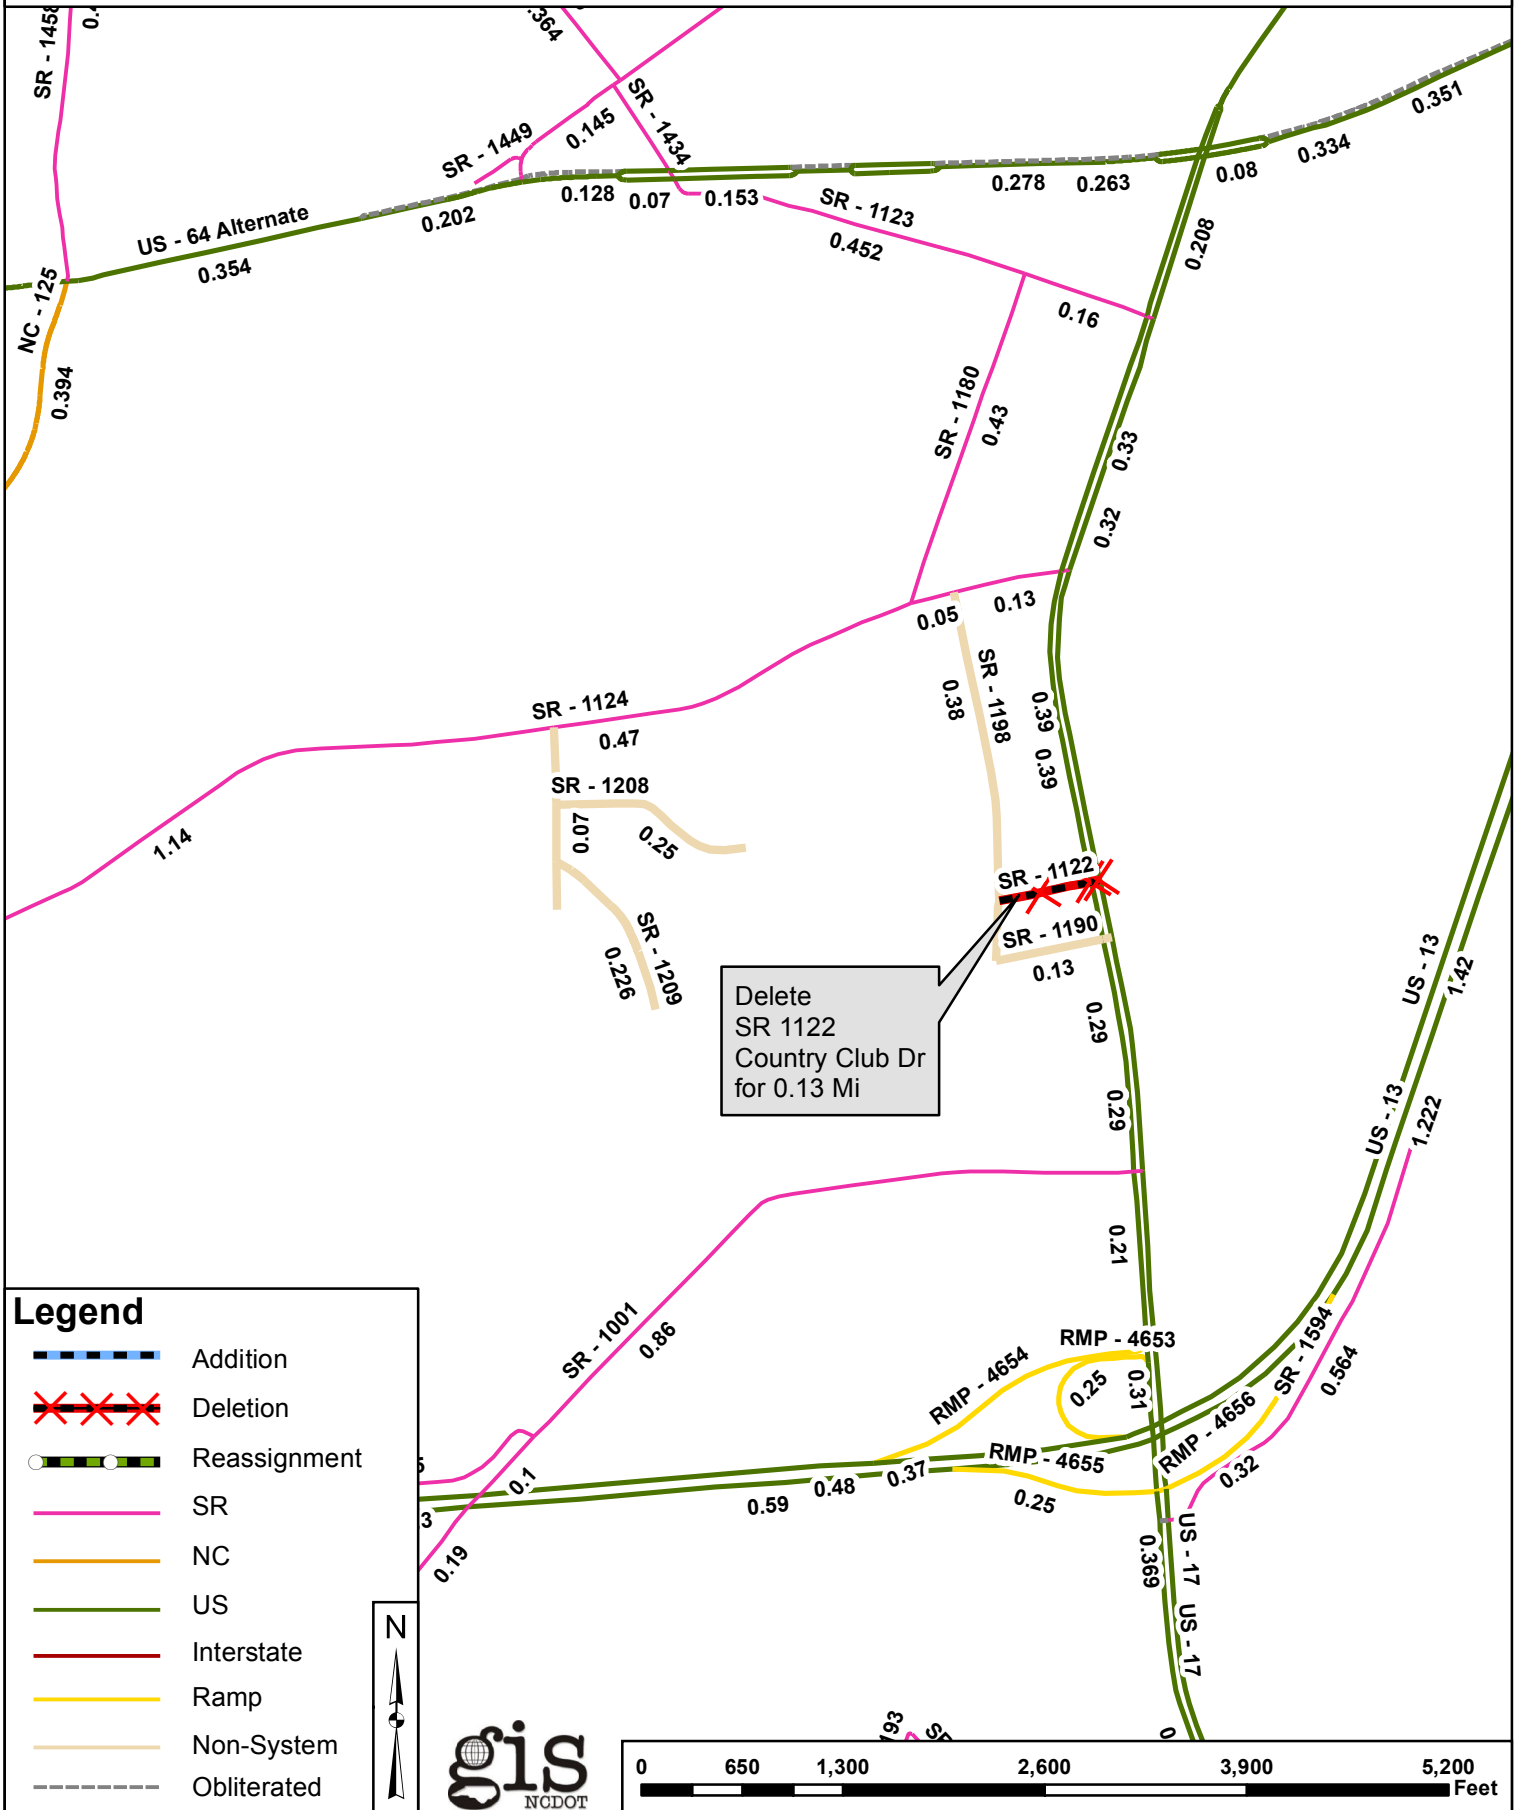 SR - 1458
0.
.364
SR - 1434
SR - 1449
0.145
0.351
0.334
0.08
0.128
0.07
0.153
0.278
0.263
US - 64 Alternate
0.202
0.354
SR - 1123
0.452
0.208
NC - 125
0.394
0.16
SR - 1180
0.43
0.33
0.32
0.05
0.13
SR - 1198
0.38
0.39
0.39
SR - 1124
0.47
SR - 1208
0.07
0.25
1.14
SR - 1209
0.226
SR - 1122
SR - 1190
0.13
Delete
SR 1122
Country Club Dr
for 0.13 Mi
0.29
0.29
US - 13
1.42
US - 13
1.222
0.21
SR - 1001
0.86
RMP - 4653
RMP - 4654
0.25
0.31
SR - 1594
0.564
RMP - 4656
RMP - 4655
0.32
0.37
0.48
0.59
0.25
0.1
3
0.19
US - 17
0.369
US - 17
0
193
Legend
Addition
Deletion
Reassignment
SR
NC
US
Interstate
Ramp
Non-System
Obliterated
N
gis
NCDOT
0 650 1,300 2,600 3,900 5,200
Feet